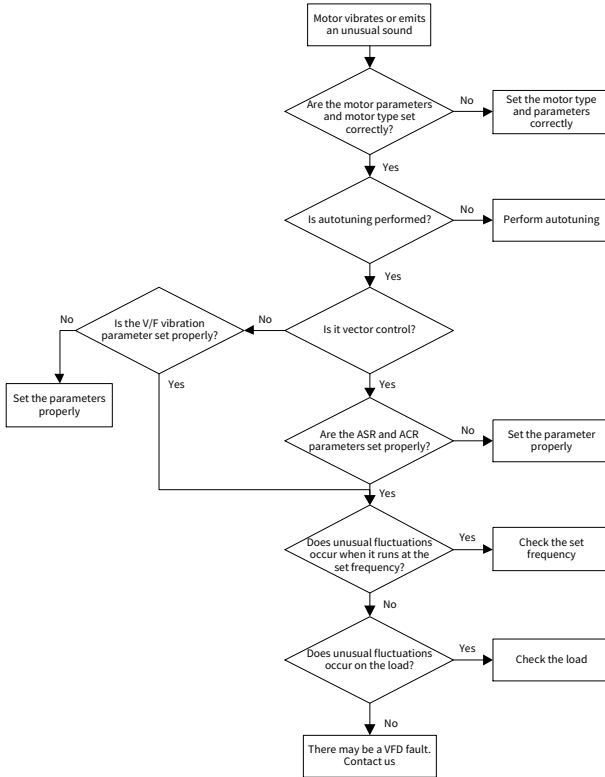 Motor vibrates or emits
an unusual sound
Are the motor parameters
and motor type set
correctly?
No
Set the motor type
and parameters
correctly
Yes
Is autotuning performed?
No
Perform autotuning
Yes
Is it vector control?
No
Is the V/F vibration
parameter set properly?
No
Set the parameters
properly
Yes
Yes
Are the ASR and ACR
parameters set properly?
No
Set the parameter
properly
Yes
Does unusual fluctuations
occur when it runs at the
set frequency?
Yes
Check the set
frequency
No
Does unusual fluctuations
occur on the load?
Yes
Check the load
No
There may be a VFD fault.
Contact us